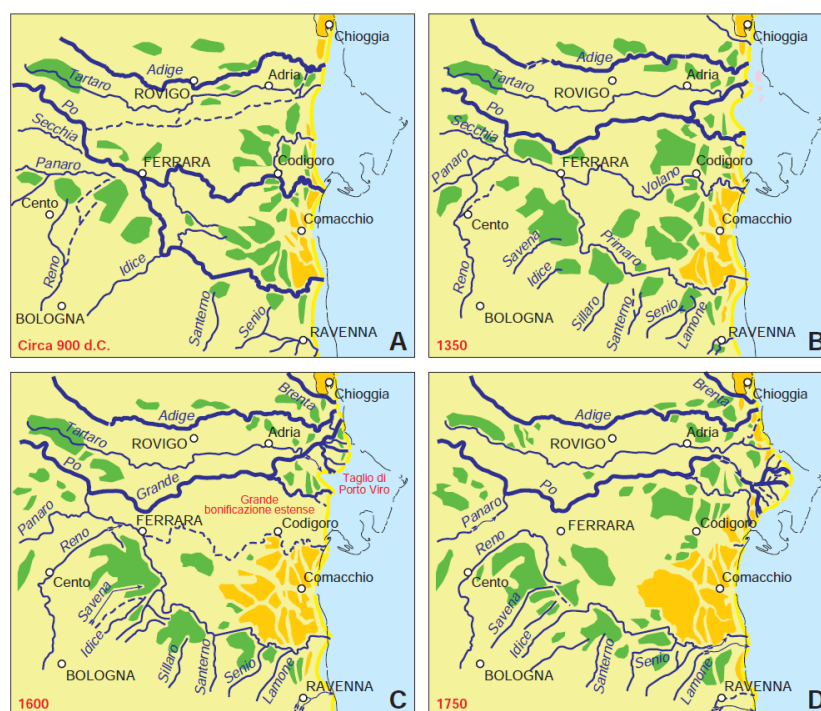 Chioggia
Adige
Tartaro
ROVIGO
Adria
Po
Secchia
Panaro
FERRARA
Codigoro
Cento
Comacchio
Reno
Idice
Santerno
Senio
BOLOGNA
RAVENNA
Circa 900 d.C.
A
Chioggia
Adige
Tartaro
ROVIGO
Adria
Po
Secchia
Panaro
FERRARA
Codigoro
Volano
Cento
Comacchio
Savena
Primaro
Reno
Idice
Sillaro
Santerno
Senio
Lamone
BOLOGNA
RAVENNA
1350
B
Brenta
Chioggia
Adige
Tartaro
ROVIGO
Adria
Po
Grande
Taglio di
Porto Viro
Grande
bonificazione estense
Panaro
Reno
FERRARA
Codigoro
Cento
Comacchio
Savena
Idice
Sillaro
Santerno
Senio
Lamone
BOLOGNA
RAVENNA
1600
C
Brenta
Chioggia
Adige
Tartaro
ROVIGO
Adria
Po
Panaro
FERRARA
Codigoro
Reno
Cento
Comacchio
Savena
Idice
Sillaro
Santerno
Senio
Lamone
BOLOGNA
RAVENNA
1750
D